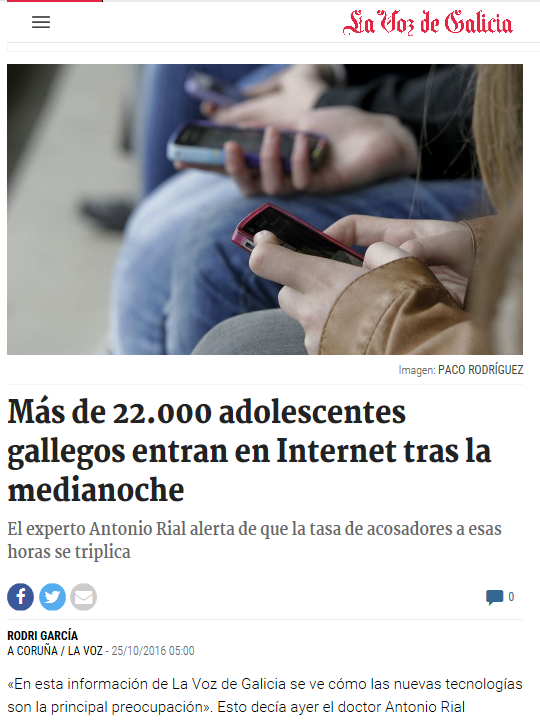 La Voz de Galicia
Imagen: PACO RODRÍGUEZ
Más de 22.000 adolescentes
gallegos entran en Internet tras la
medianoche
El experto Antonio Rial alerta de que la tasa de acosadores a esas
horas se triplica
0
RODRI GARCÍA
A CORUÑA / LA VOZ - 25/10/2016 05:00
«En esta información de La Voz de Galicia se ve cómo las nuevas tecnologías
son la principal preocupación». Esto decía ayer el doctor Antonio Rial